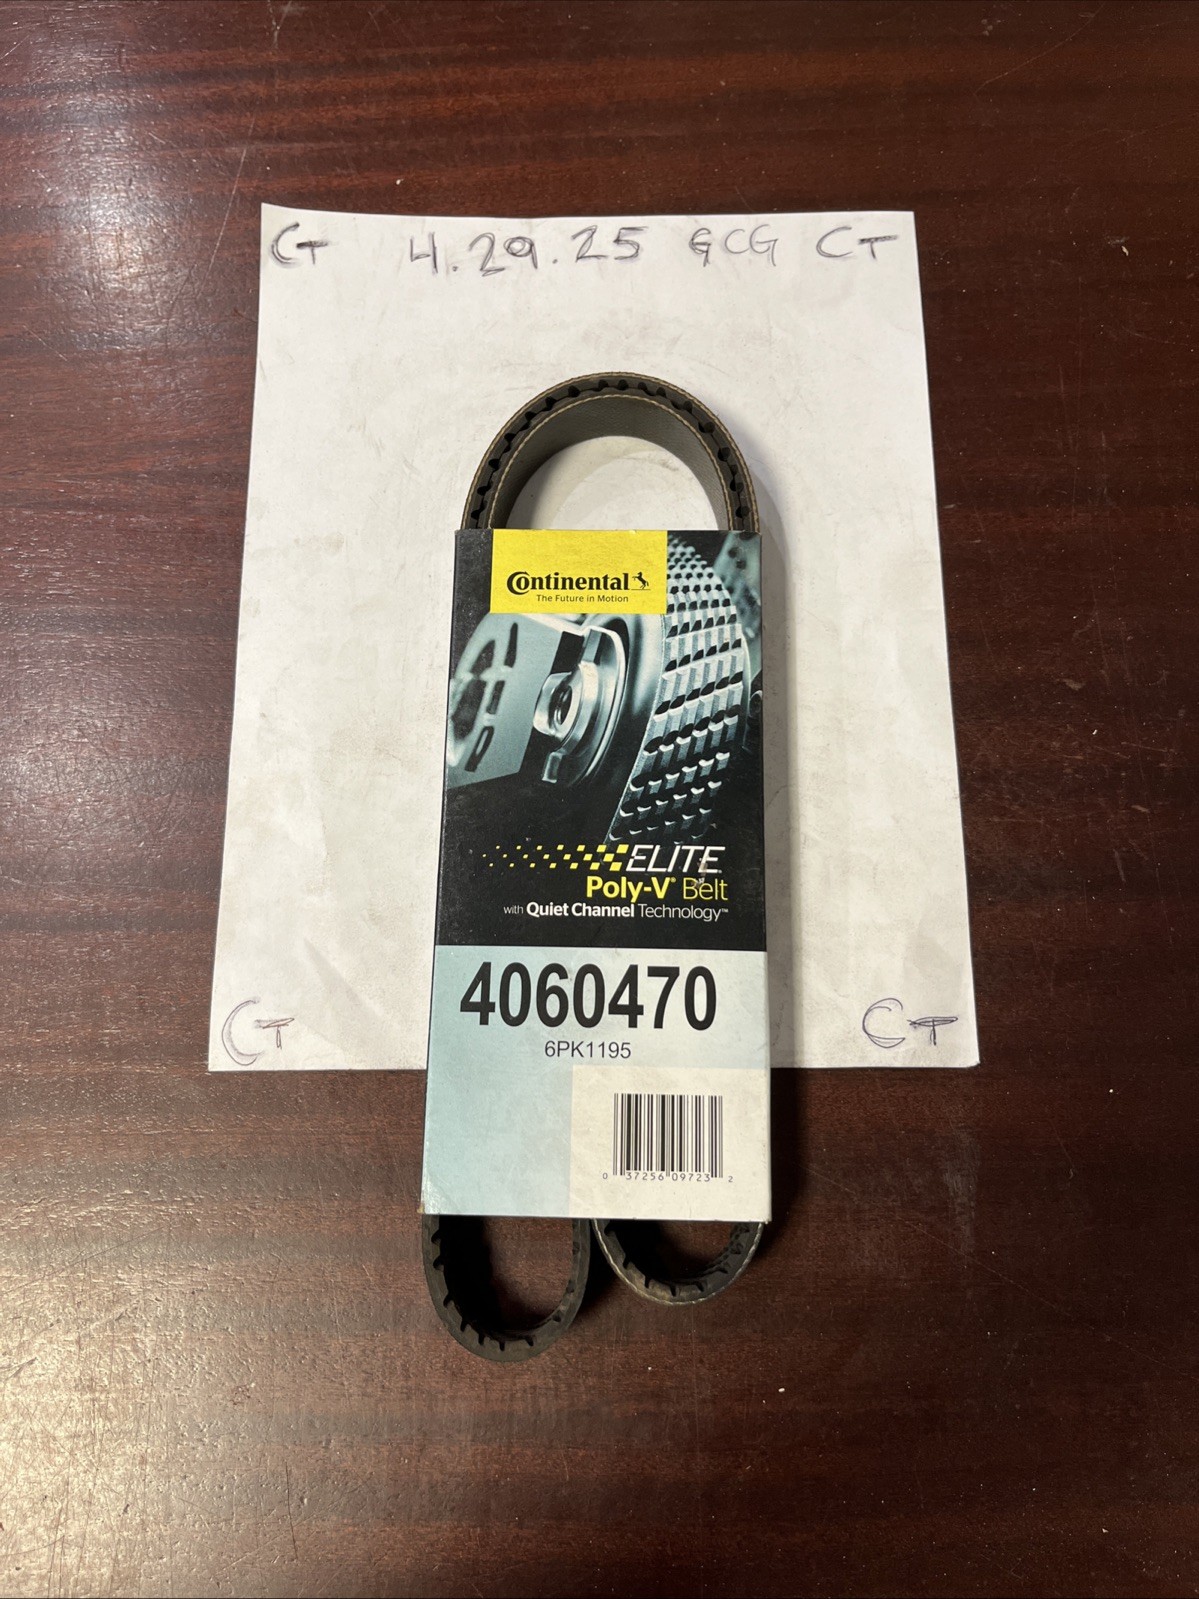 CT 4.29.25 GCG CT
Continental
The Future in Motion
ELITE
Poly-V® Belt
with Quiet Channel Technology™
4060470
6PK1195
0 37256 09723 2
CT CT